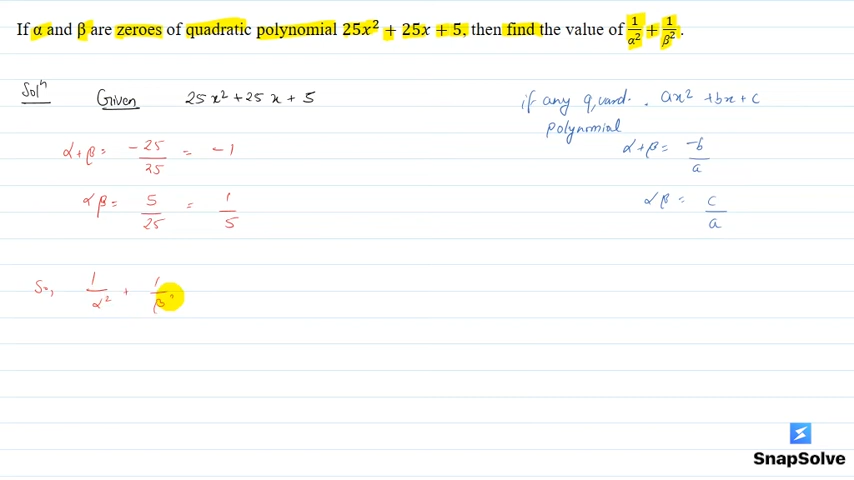 If α and β are zeroes of quadratic polynomial 25x² + 25x + 5, then find the value of 1/α² + 1/β².
Solⁿ Given 25x² + 25x + 5
if any quard. ax² + bx + c
polynomial
α+β = -25/25 = -1
α+β = -b/a
αβ = 5/25 = 1/5
αβ = c/a
So, 1/α² + 1/β²
SnapSolve